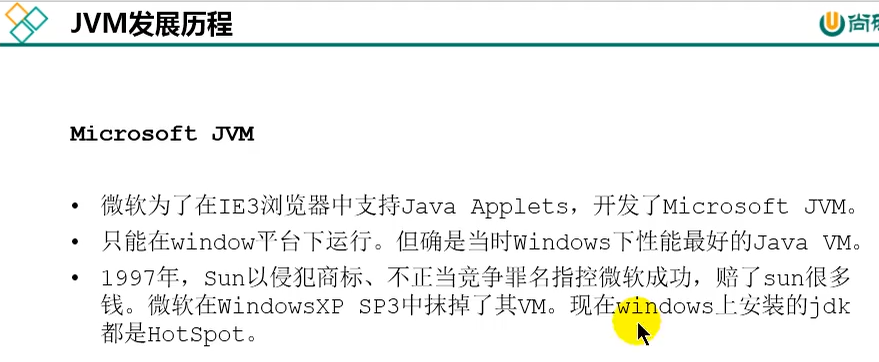 JVM发展历程
尚硅
Microsoft JVM
• 微软为了在IE3浏览器中支持Java Applets，开发了Microsoft JVM。
• 只能在window平台下运行。但确是当时Windows下性能最好的Java VM。
• 1997年，Sun以侵犯商标、不正当竞争罪名指控微软成功，赔了sun很多
钱。微软在WindowsXP SP3中抹掉了其VM。现在windows上安装的jdk
都是HotSpot。